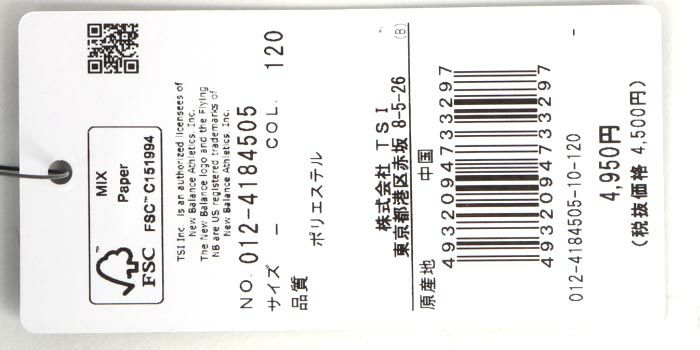 MIX
Paper
FSC™ C151994
FSC
TSI Inc. is an authorized licensees of
New Balance Athletics, Inc.
The New Balance logo and the Flying
NB are US registered trademarks of
New Balance Athletics, Inc.
NO. 012-4184505
サイズ － COL. 120
品質
ポリエステル
株式会社 TSI
東京都港区赤坂 8-5-26
(B)
原産地 中国
4932094733297
4932094733297
012-4184505-10-120 -
4,950円
(税抜価格 4,500円)